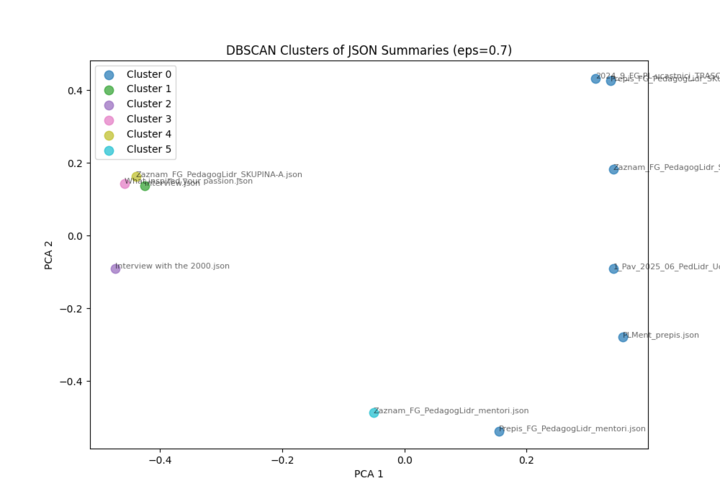 DBSCAN Clusters of JSON Summaries (eps=0.7)
Cluster 0
Cluster 1
Cluster 2
Cluster 3
Cluster 4
Cluster 5
0.4
0.2
0.0
−0.2
−0.4
PCA 2
Zaznam_FG_PedagogLidr_SKUPINA-A.json
What inspired your passion.json
Interview with the 2000.json
Zaznam_FG_PedagogLidr_S
1_Pav_2025_06_PedLidr_U
PLMent_prepis.json
Zaznam_FG_PedagogLidr_mentori.json
Prepis_FG_PedagogLidr_mentori.json
−0.4
−0.2
0.0
0.2
PCA 1